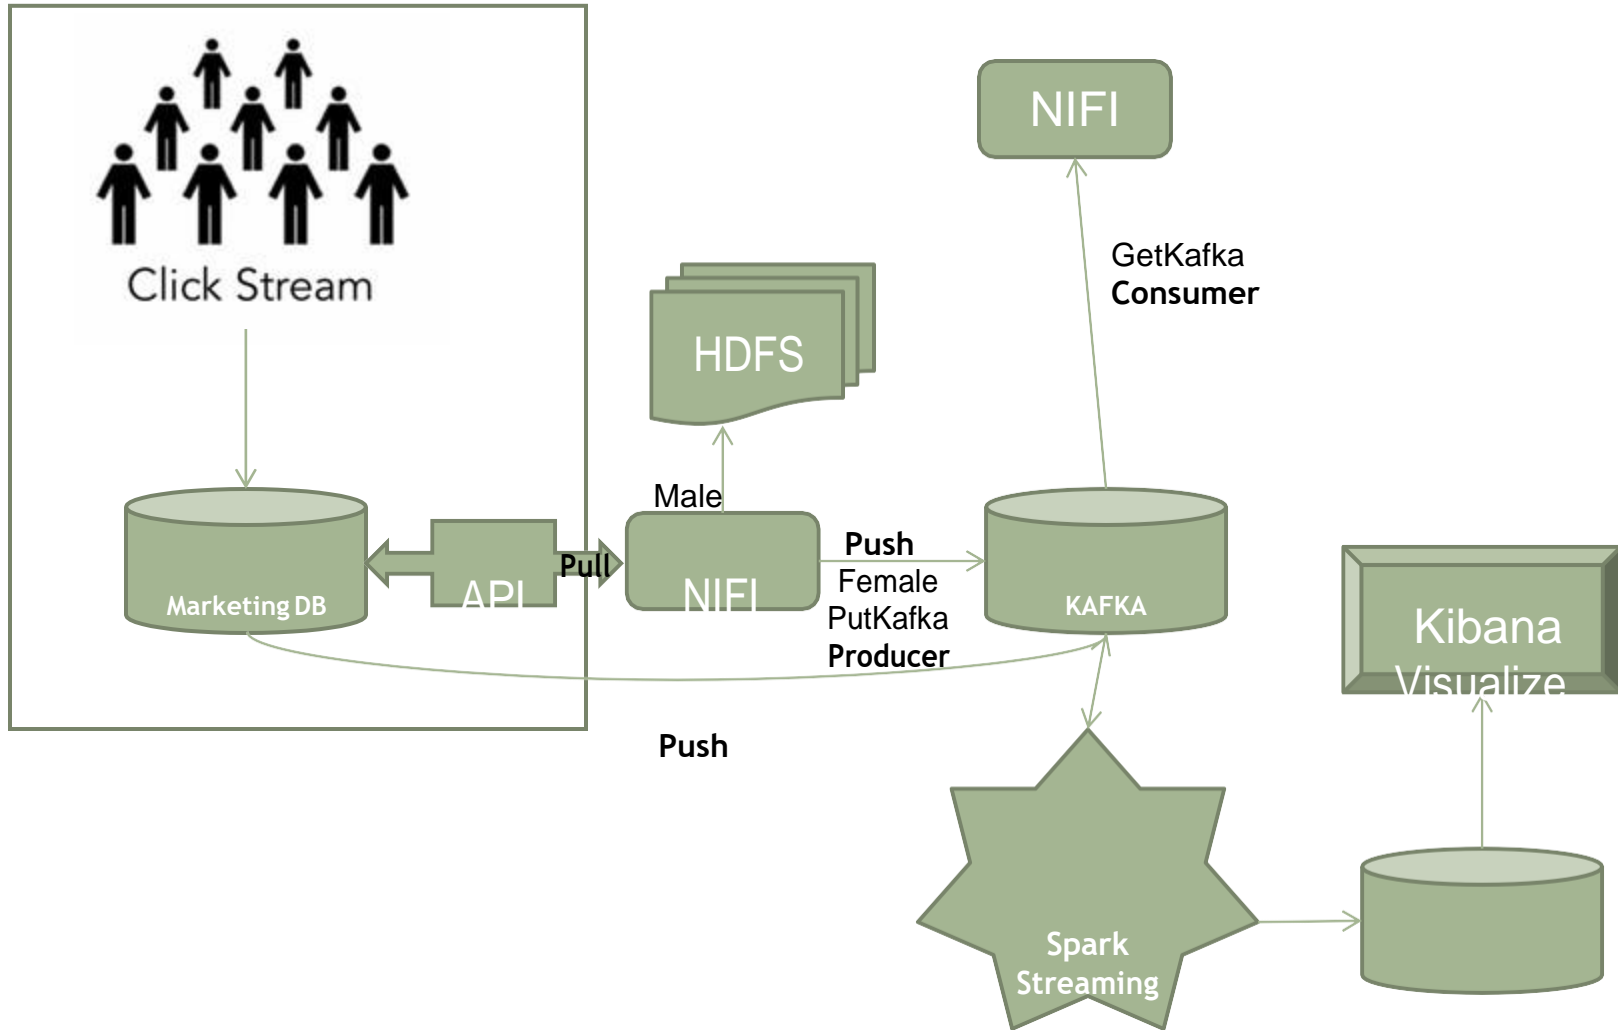 Click Stream
NIFI
GetKafka
Consumer
HDFS
Male
Marketing DB
API
Pull
NIFI
Push
Female
PutKafka
Producer
KAFKA
Kibana
Visualize
Push
Spark
Streaming